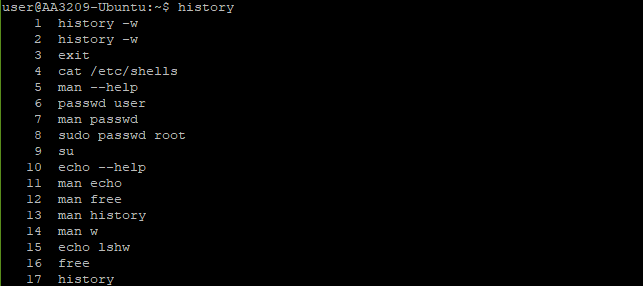 user@AA3209-Ubuntu:~$ history
1 history -w
2 history -w
3 exit
4 cat /etc/shells
5 man --help
6 passwd user
7 man passwd
8 sudo passwd root
9 su
10 echo --help
11 man echo
12 man free
13 man history
14 man w
15 echo lshw
16 free
17 history